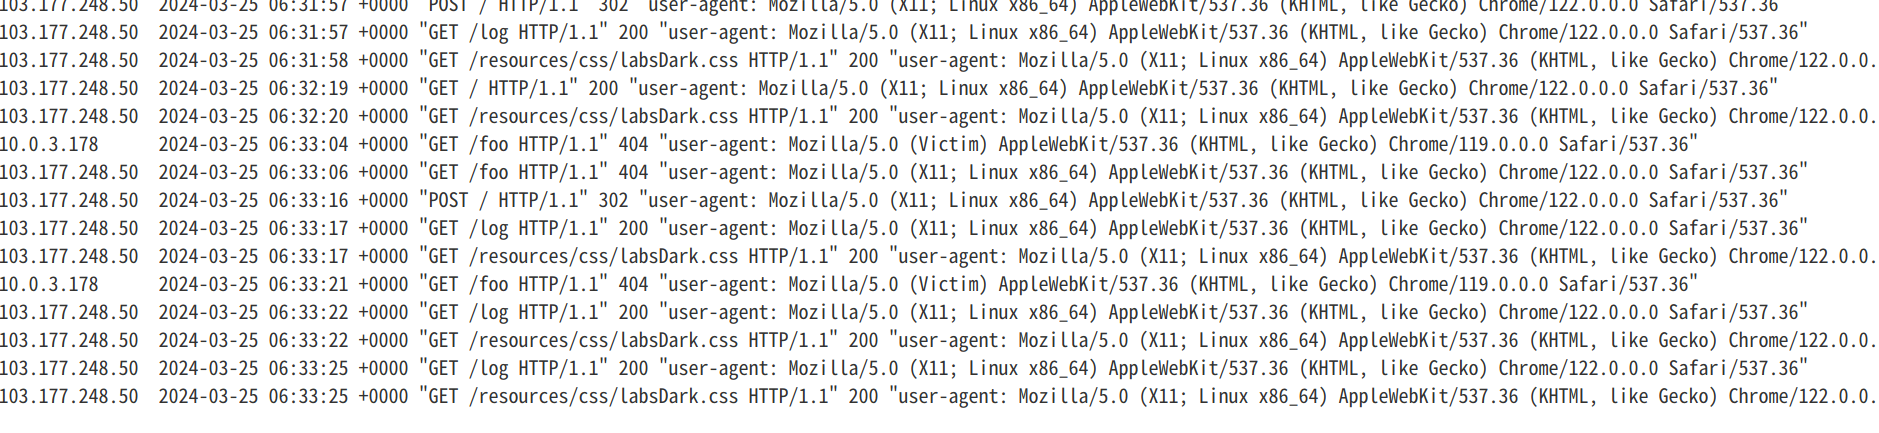 103.177.248.50 2024-03-25 06:31:57 +0000 "POST / HTTP/1.1" 302 "user-agent: Mozilla/5.0 (X11; Linux x86_64) AppleWebKit/537.36 (KHTML, like Gecko) Chrome/122.0.0.0 Safari/537.36"
103.177.248.50 2024-03-25 06:31:57 +0000 "GET /log HTTP/1.1" 200 "user-agent: Mozilla/5.0 (X11; Linux x86_64) AppleWebKit/537.36 (KHTML, like Gecko) Chrome/122.0.0.0 Safari/537.36"
103.177.248.50 2024-03-25 06:31:58 +0000 "GET /resources/css/labsDark.css HTTP/1.1" 200 "user-agent: Mozilla/5.0 (X11; Linux x86_64) AppleWebKit/537.36 (KHTML, like Gecko) Chrome/122.0.0.
103.177.248.50 2024-03-25 06:32:19 +0000 "GET / HTTP/1.1" 200 "user-agent: Mozilla/5.0 (X11; Linux x86_64) AppleWebKit/537.36 (KHTML, like Gecko) Chrome/122.0.0.0 Safari/537.36"
103.177.248.50 2024-03-25 06:32:20 +0000 "GET /resources/css/labsDark.css HTTP/1.1" 200 "user-agent: Mozilla/5.0 (X11; Linux x86_64) AppleWebKit/537.36 (KHTML, like Gecko) Chrome/122.0.0.
10.0.3.178 2024-03-25 06:33:04 +0000 "GET /foo HTTP/1.1" 404 "user-agent: Mozilla/5.0 (Victim) AppleWebKit/537.36 (KHTML, like Gecko) Chrome/119.0.0.0 Safari/537.36"
103.177.248.50 2024-03-25 06:33:06 +0000 "GET /foo HTTP/1.1" 404 "user-agent: Mozilla/5.0 (X11; Linux x86_64) AppleWebKit/537.36 (KHTML, like Gecko) Chrome/122.0.0.0 Safari/537.36"
103.177.248.50 2024-03-25 06:33:16 +0000 "POST / HTTP/1.1" 302 "user-agent: Mozilla/5.0 (X11; Linux x86_64) AppleWebKit/537.36 (KHTML, like Gecko) Chrome/122.0.0.0 Safari/537.36"
103.177.248.50 2024-03-25 06:33:17 +0000 "GET /log HTTP/1.1" 200 "user-agent: Mozilla/5.0 (X11; Linux x86_64) AppleWebKit/537.36 (KHTML, like Gecko) Chrome/122.0.0.0 Safari/537.36"
103.177.248.50 2024-03-25 06:33:17 +0000 "GET /resources/css/labsDark.css HTTP/1.1" 200 "user-agent: Mozilla/5.0 (X11; Linux x86_64) AppleWebKit/537.36 (KHTML, like Gecko) Chrome/122.0.0.
10.0.3.178 2024-03-25 06:33:21 +0000 "GET /foo HTTP/1.1" 404 "user-agent: Mozilla/5.0 (Victim) AppleWebKit/537.36 (KHTML, like Gecko) Chrome/119.0.0.0 Safari/537.36"
103.177.248.50 2024-03-25 06:33:22 +0000 "GET /log HTTP/1.1" 200 "user-agent: Mozilla/5.0 (X11; Linux x86_64) AppleWebKit/537.36 (KHTML, like Gecko) Chrome/122.0.0.0 Safari/537.36"
103.177.248.50 2024-03-25 06:33:22 +0000 "GET /resources/css/labsDark.css HTTP/1.1" 200 "user-agent: Mozilla/5.0 (X11; Linux x86_64) AppleWebKit/537.36 (KHTML, like Gecko) Chrome/122.0.0.
103.177.248.50 2024-03-25 06:33:25 +0000 "GET /log HTTP/1.1" 200 "user-agent: Mozilla/5.0 (X11; Linux x86_64) AppleWebKit/537.36 (KHTML, like Gecko) Chrome/122.0.0.0 Safari/537.36"
103.177.248.50 2024-03-25 06:33:25 +0000 "GET /resources/css/labsDark.css HTTP/1.1" 200 "user-agent: Mozilla/5.0 (X11; Linux x86_64) AppleWebKit/537.36 (KHTML, like Gecko) Chrome/122.0.0.